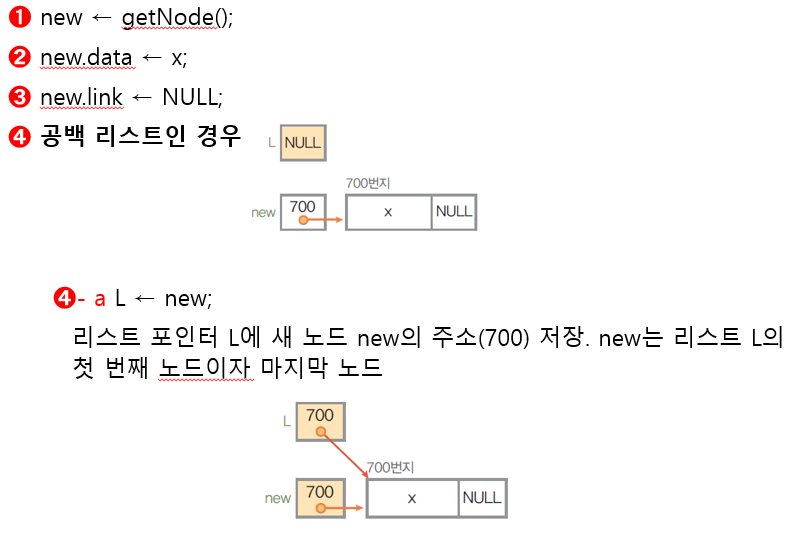 ❶ new ← getNode();
❷ new.data ← x;
❸ new.link ← NULL;
❹ 공백 리스트인 경우
L NULL
700번지
new 700 x NULL
❹- a L ← new;
리스트 포인터 L에 새 노드 new의 주소(700) 저장. new는 리스트 L의
첫 번째 노드이자 마지막 노드
L 700
700번지
new 700 x NULL